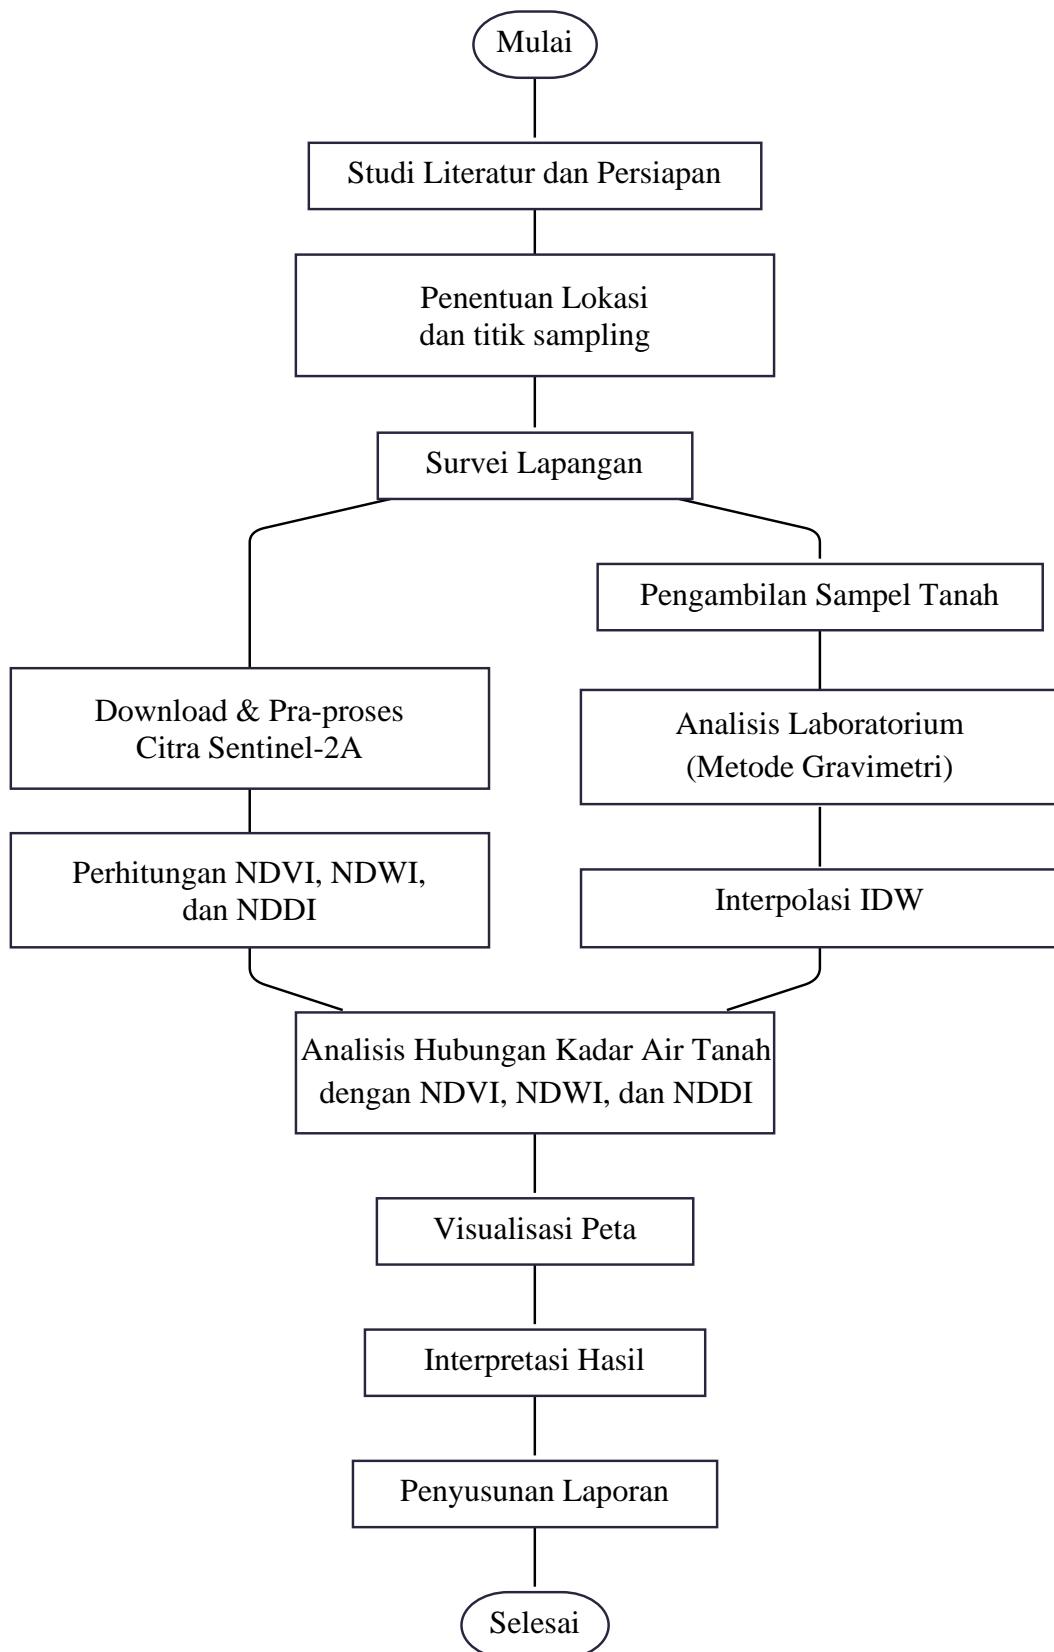 Mulai
Studi Literatur dan Persiapan
Penentuan Lokasi
dan titik sampling
Survei Lapangan
Pengambilan Sampel Tanah
Download & Pra-proses
Citra Sentinel-2A
Analisis Laboratorium
(Metode Gravimetri)
Perhitungan NDVI, NDWI,
dan NDDI
Interpolasi IDW
Analisis Hubungan Kadar Air Tanah
dengan NDVI, NDWI, dan NDDI
Visualisasi Peta
Interpretasi Hasil
Penyusunan Laporan
Selesai